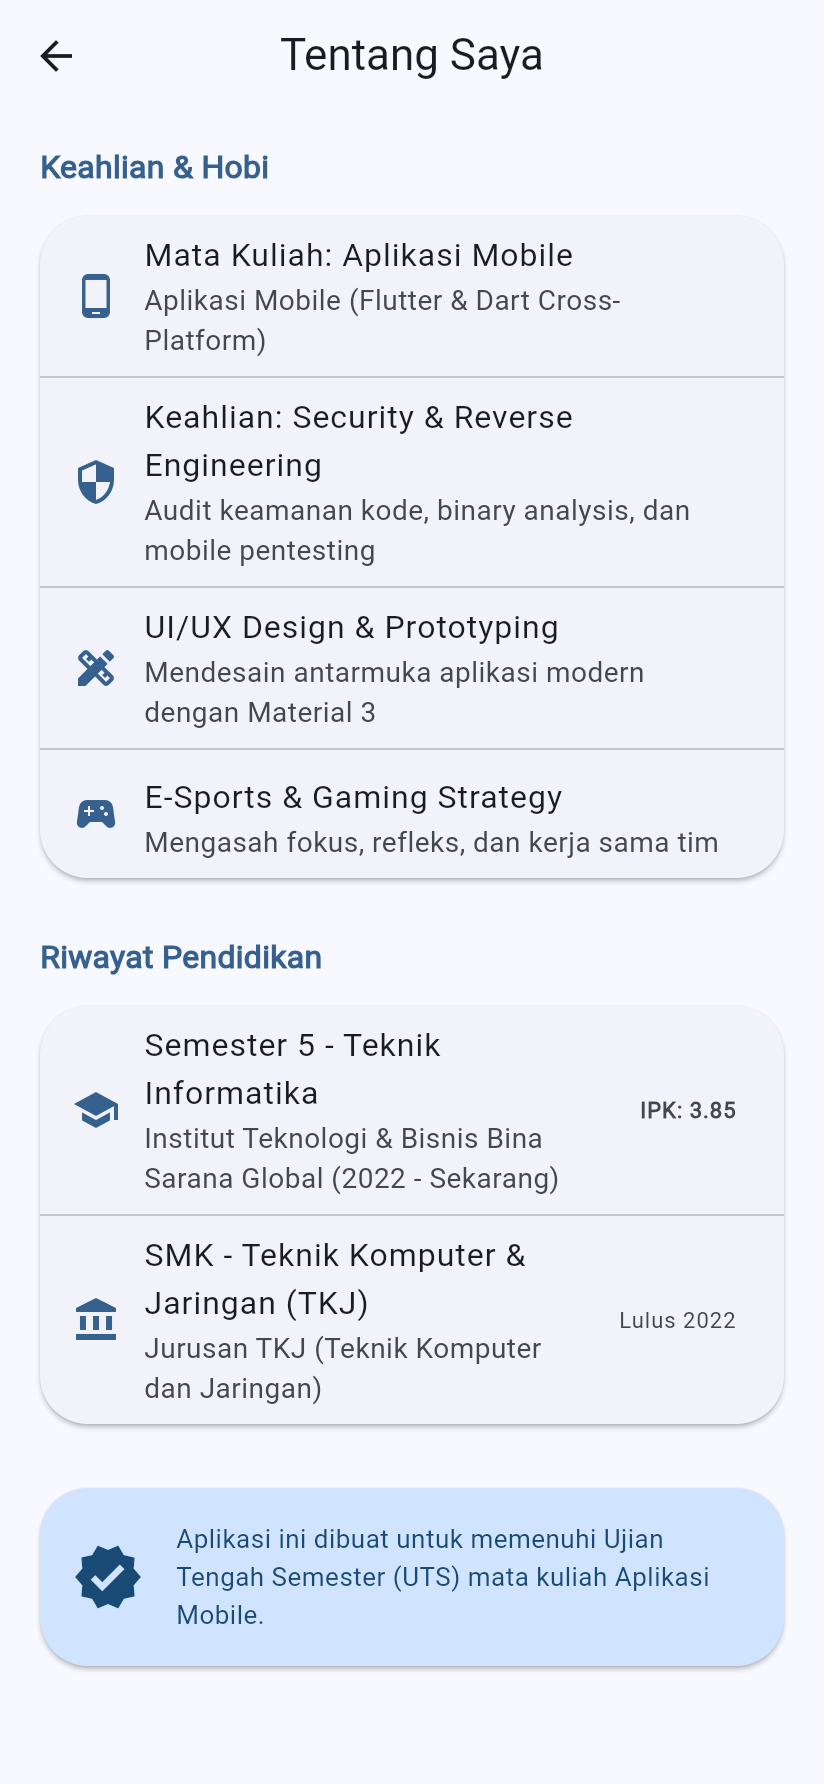 Tentang Saya
Keahlian & Hobi
Mata Kuliah: Aplikasi Mobile
Aplikasi Mobile (Flutter & Dart Cross-
Platform)
Keahlian: Security & Reverse
Engineering
Audit keamanan kode, binary analysis, dan
mobile pentesting
UI/UX Design & Prototyping
Mendesain antarmuka aplikasi modern
dengan Material 3
E-Sports & Gaming Strategy
Mengasah fokus, refleks, dan kerja sama tim
Riwayat Pendidikan
Semester 5 - Teknik
Informatika
IPK: 3.85
Institut Teknologi & Bisnis Bina
Sarana Global (2022 - Sekarang)
SMK - Teknik Komputer &
Jaringan (TKJ)
Lulus 2022
Jurusan TKJ (Teknik Komputer
dan Jaringan)
Aplikasi ini dibuat untuk memenuhi Ujian
Tengah Semester (UTS) mata kuliah Aplikasi
Mobile.